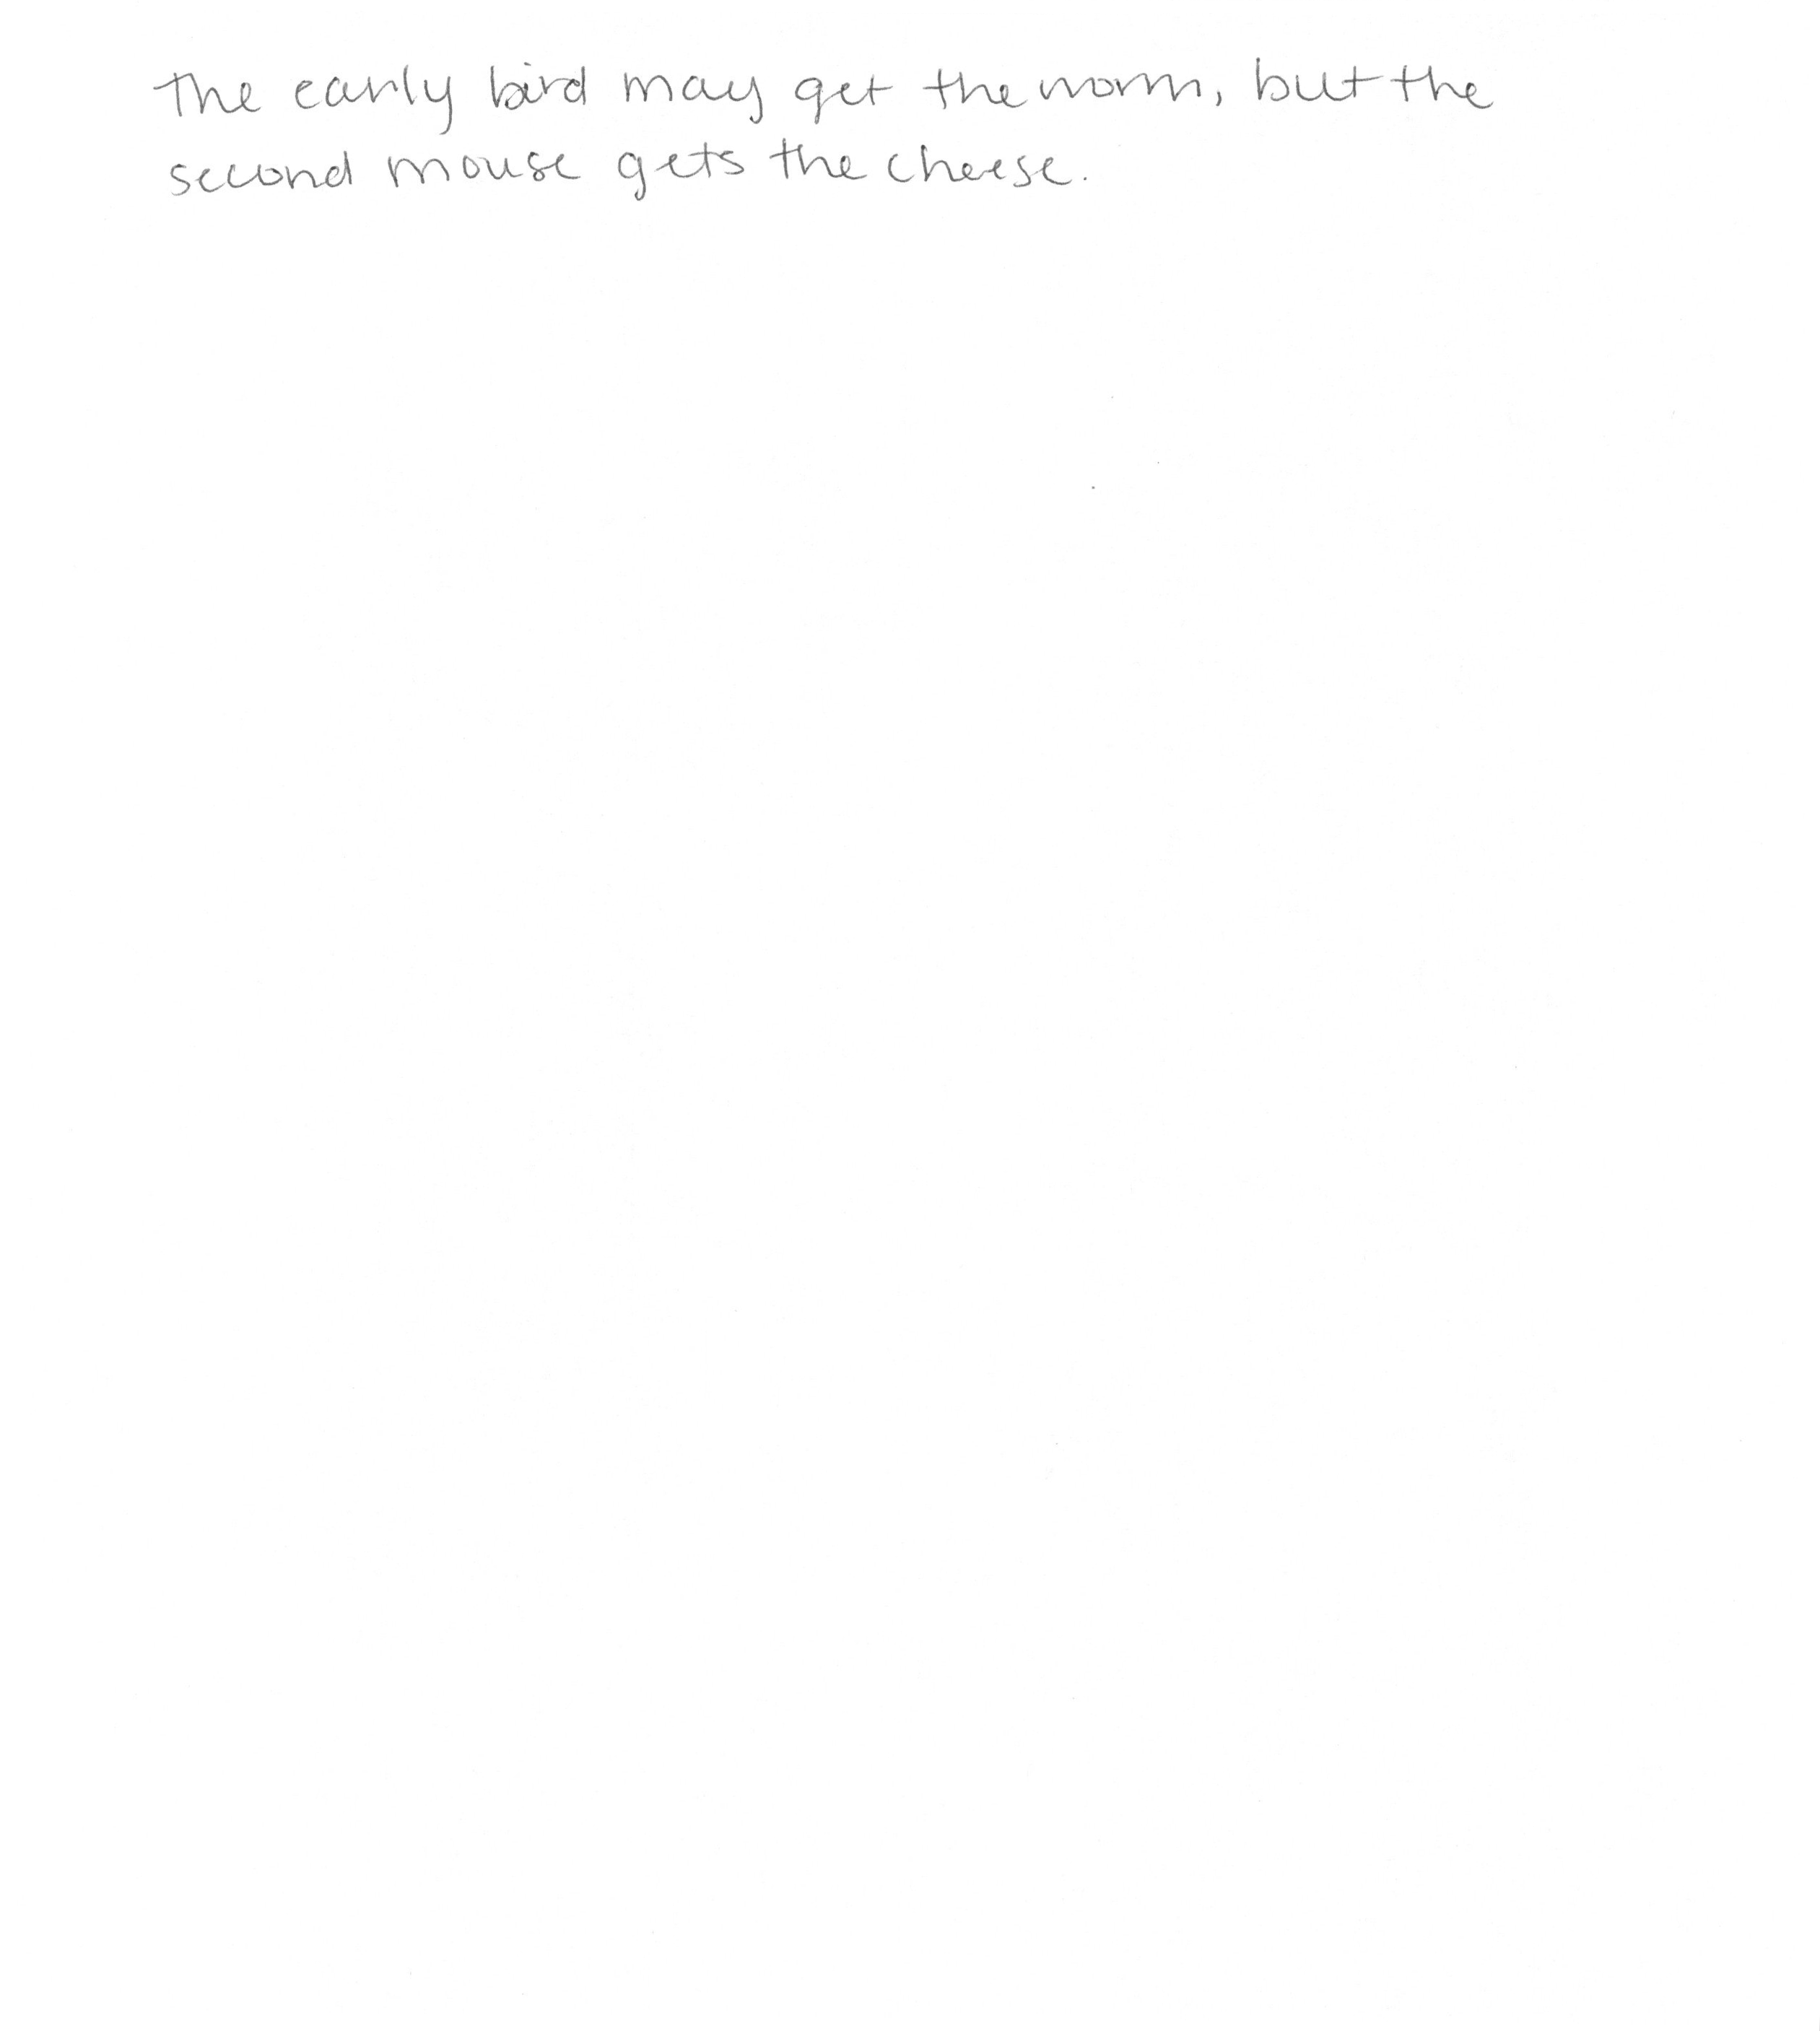 The early bird may get the worm, but the
second mouse gets the cheese.